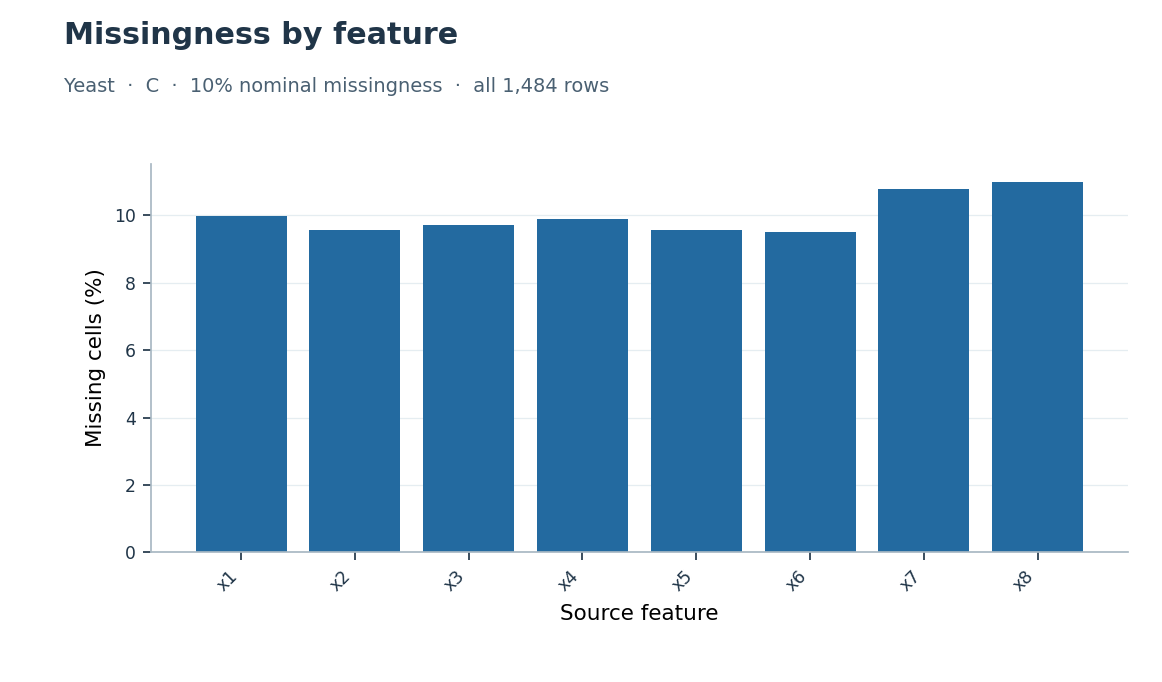 Missingness by feature
Yeast · C · 10% nominal missingness · all 1,484 rows
Missing cells (%)
10
8
6
4
2
0
x1 x2 x3 x4 x5 x6 x7 x8
Source feature